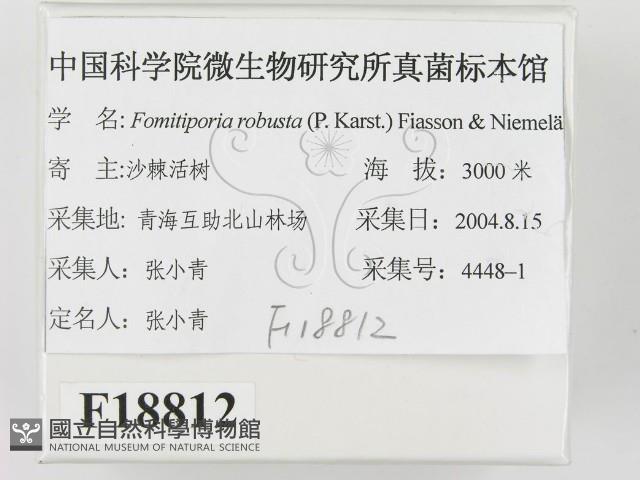 中国科学院微生物研究所真菌标本馆
学 名: Fomitiporia robusta (P. Karst.) Fiasson & Niemelä
寄 主:沙棘活树 海 拔：3000 米
采集地: 青海互助北山林场 采集日：2004.8.15
采集人：张小青 采集号：4448–1
定名人：张小青 F18812
F18812
國立自然科學博物館
NATIONAL MUSEUM OF NATURAL SCIENCE